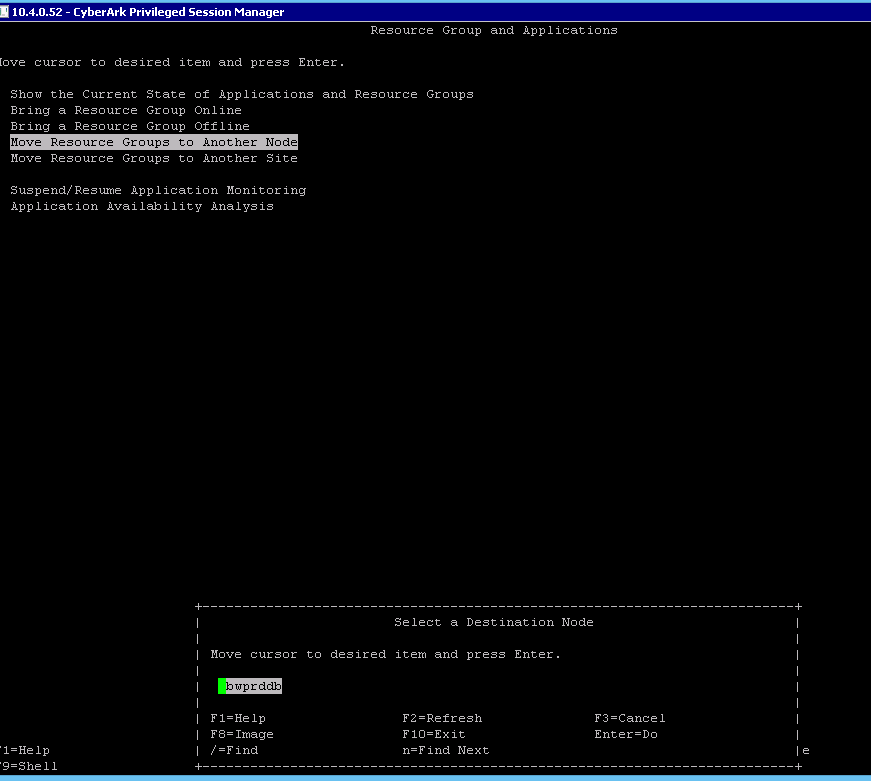 10.4.0.52 - CyberArk Privileged Session Manager
Resource Group and Applications
ove cursor to desired item and press Enter.
Show the Current State of Applications and Resource Groups
Bring a Resource Group Online
Bring a Resource Group Offline
Move Resource Groups to Another Node
Move Resource Groups to Another Site
Suspend/Resume Application Monitoring
Application Availability Analysis
+--------------------------------------------------------------------------+
| Select a Destination Node |
| |
| Move cursor to desired item and press Enter. |
| |
| bwprddb |
| |
| F1=Help F2=Refresh F3=Cancel |
| F8=Image F10=Exit Enter=Do |
1=Help | /=Find n=Find Next |e
9=Shell +--------------------------------------------------------------------------+